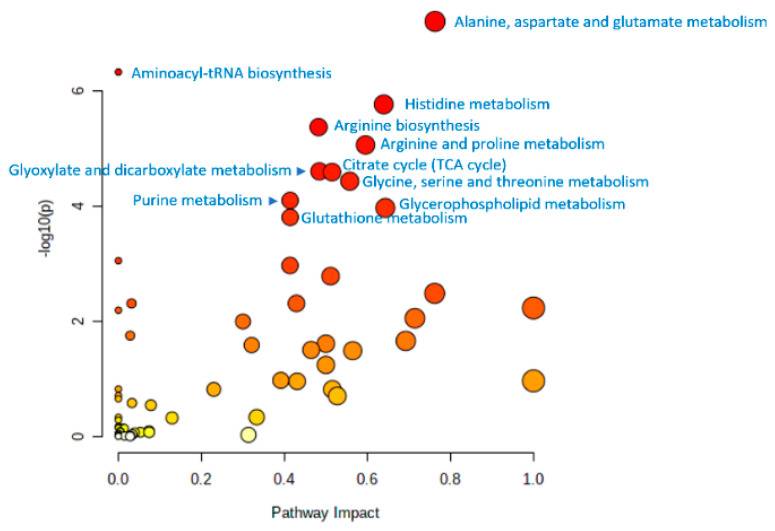 Alanine, aspartate and glutamate metabolism
Aminoacyl-tRNA biosynthesis
6
Histidine metabolism
Arginine biosynthesis
Arginine and proline metabolism
Citrate cycle (TCA cycle)
Glyoxylate and dicarboxylate metabolism
Glycine, serine and threonine metabolism
Purine metabolism
Glycerophospholipid metabolism
4
Glutathione metabolism
-log10(p)
2
0
0.0 0.2 0.4 0.6 0.8 1.0
Pathway Impact